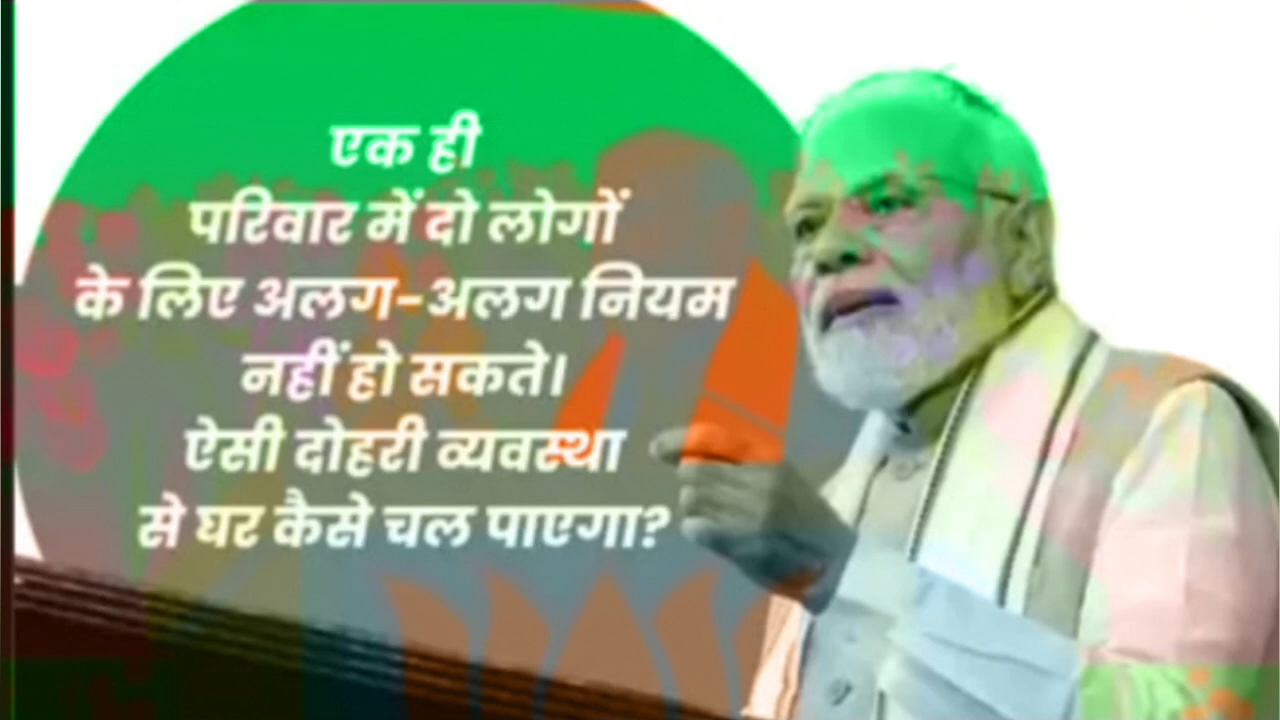 एक ही
परिवार में दो लोगों
के लिए अलग-अलग नियम
नहीं हो सकते।
ऐसी दोहरी व्यवस्था
से घर कैसे चल पाएगा?